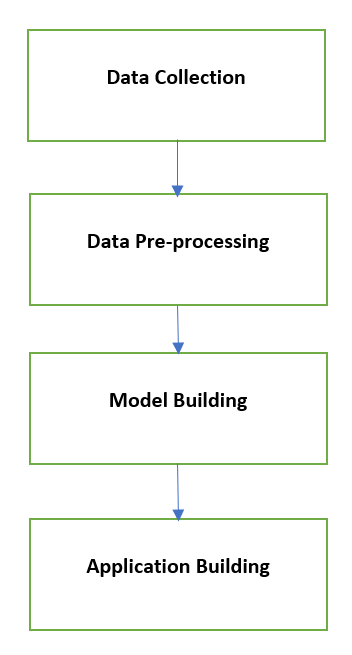 Data Collection
Data Pre-processing
Model Building
Application Building